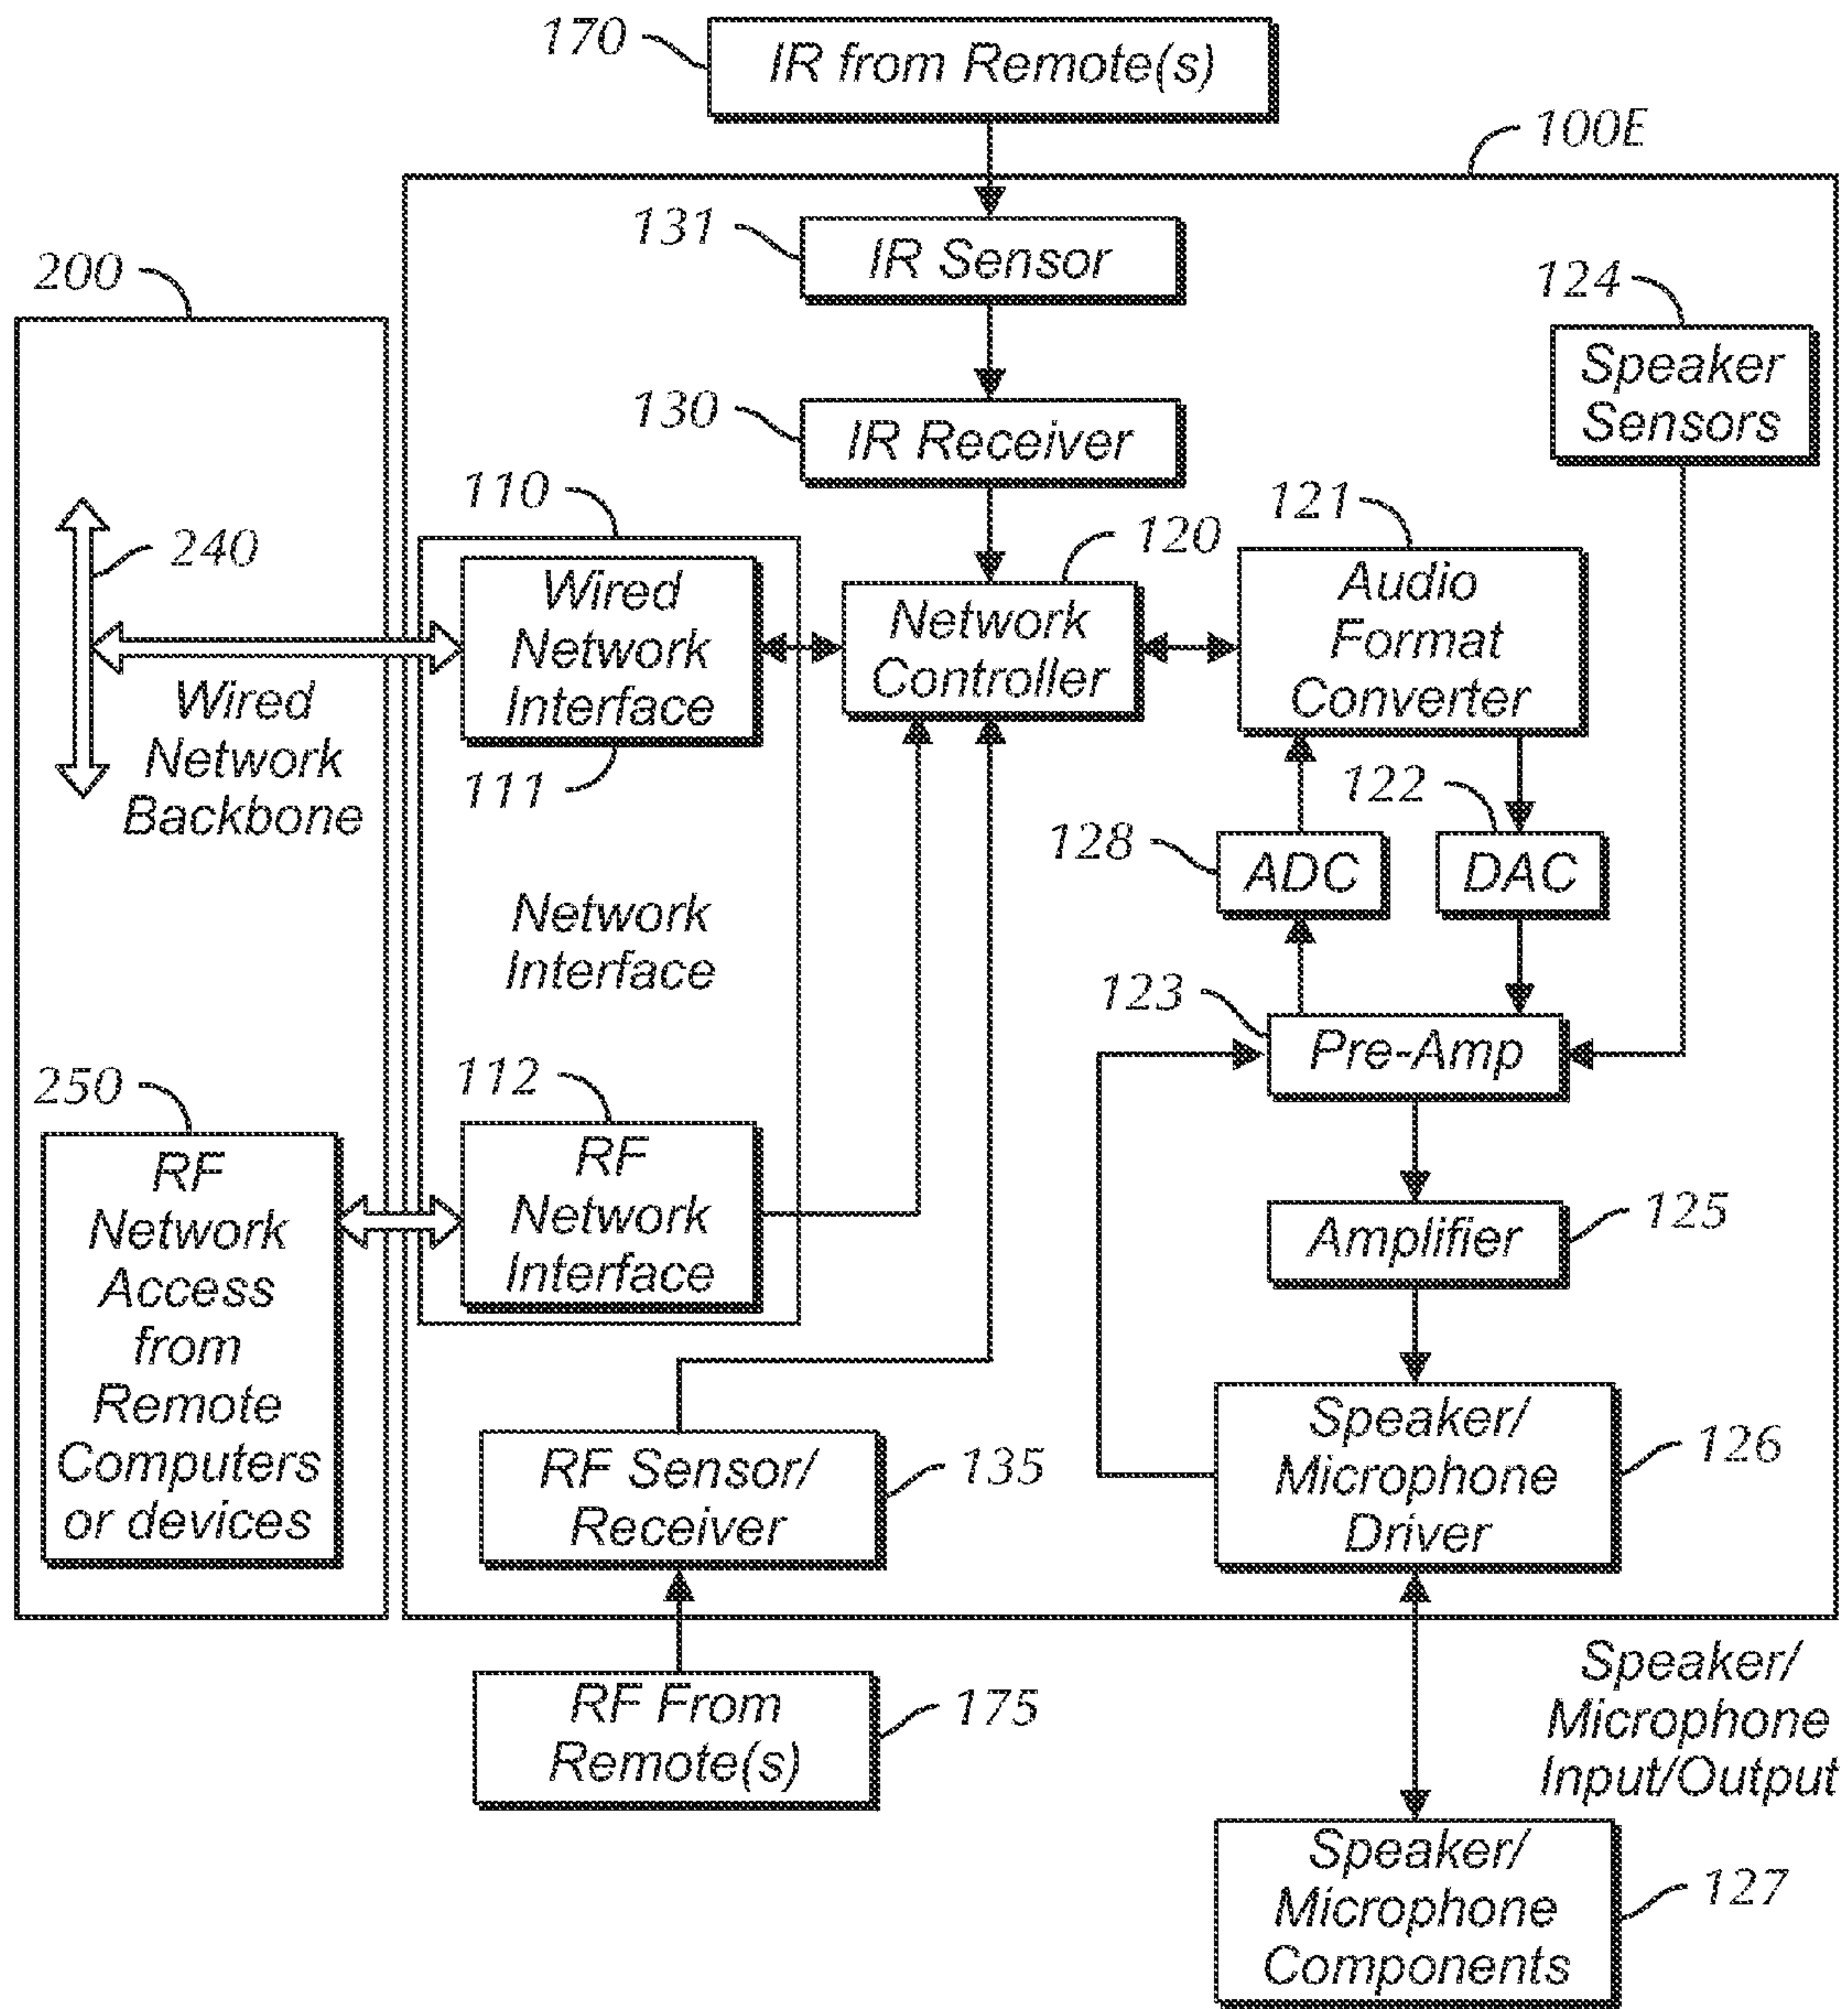 170
IR from Remote(s)
100E
131
IR Sensor
200
124
Speaker
Sensors
130
IR Receiver
110
121
240
120
Wired
Network
Interface
Network
Controller
Audio
Format
Converter
Wired
Network
Backbone
111
122
128
ADC
DAC
Network
Interface
123
Pre-Amp
250
112
RF
Network
Access
from
Remote
Computers
or devices
RF
Network
Interface
Amplifier
125
RF Sensor/
Receiver
135
Speaker/
Microphone
Driver
126
RF From
Remote(s)
175
Speaker/
Microphone
Input/Output
Speaker/
Microphone
Components
127